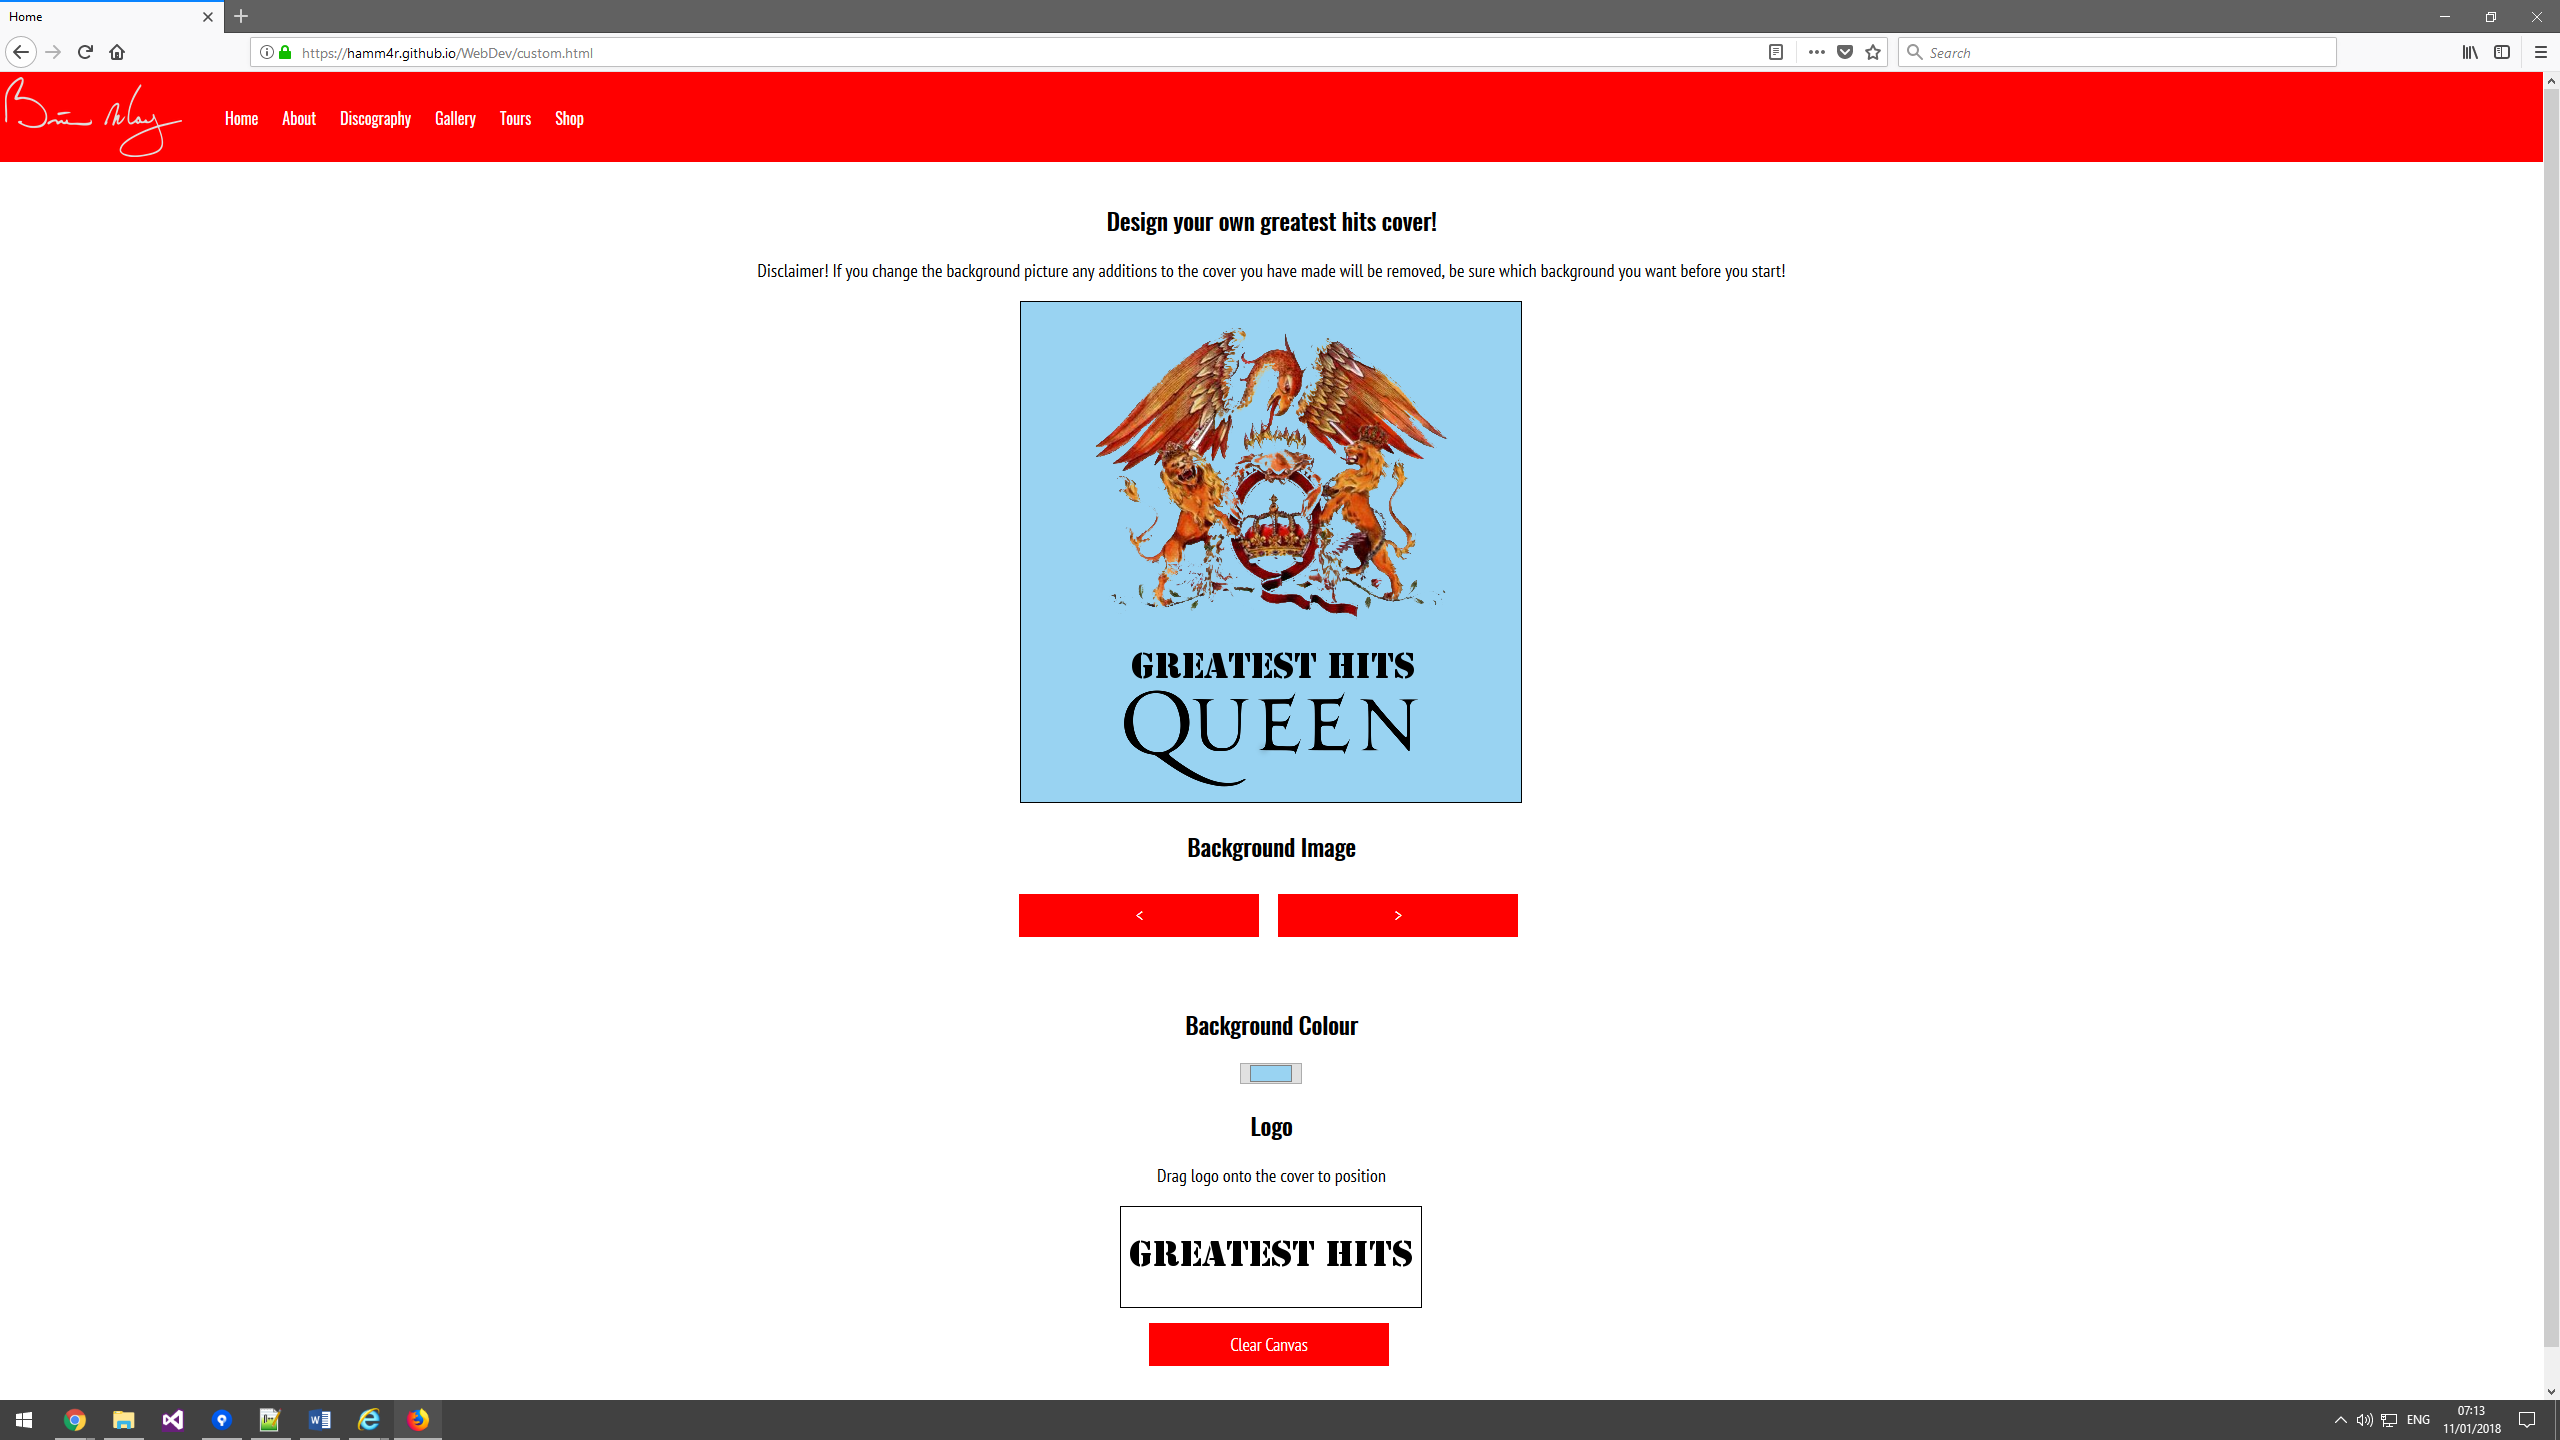 Home
https://hamm4r.github.io/WebDev/custom.html
Search
Brian May
Home About Discography Gallery Tours Shop
Design your own greatest hits cover!
Disclaimer! If you change the background picture any additions to the cover you have made will be removed, be sure which background you want before you start!
GREATEST HITS
QUEEN
Background Image
< >
Background Colour
Logo
Drag logo onto the cover to position
GREATEST HITS
Clear Canvas
07:13
ENG
11/01/2018